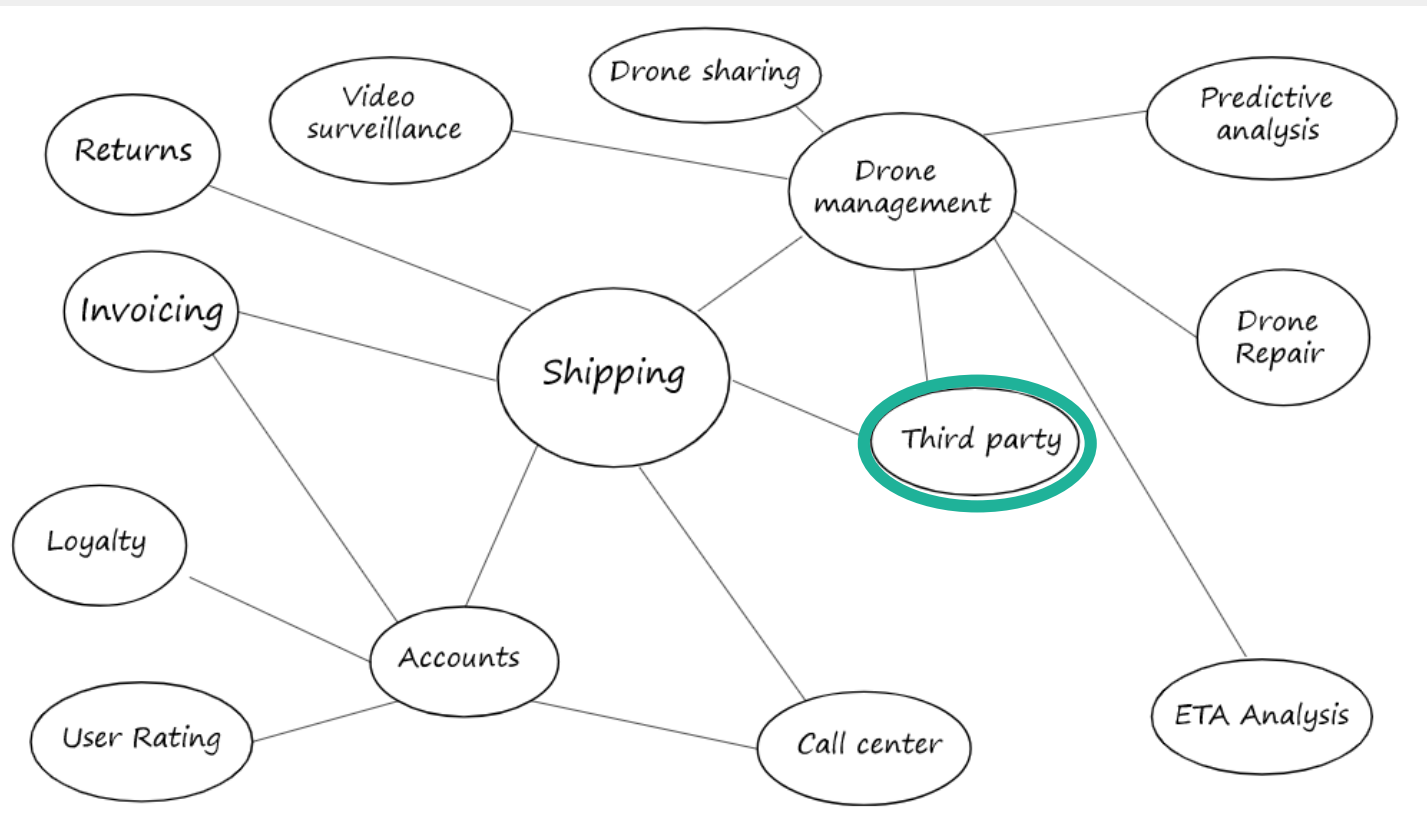 Drone sharing
Video
surveillance
Predictive
analysis
Returns
Drone
management
Invoicing
Drone
Repair
Shipping
Third party
Loyalty
Accounts
User Rating
Call center
ETA Analysis